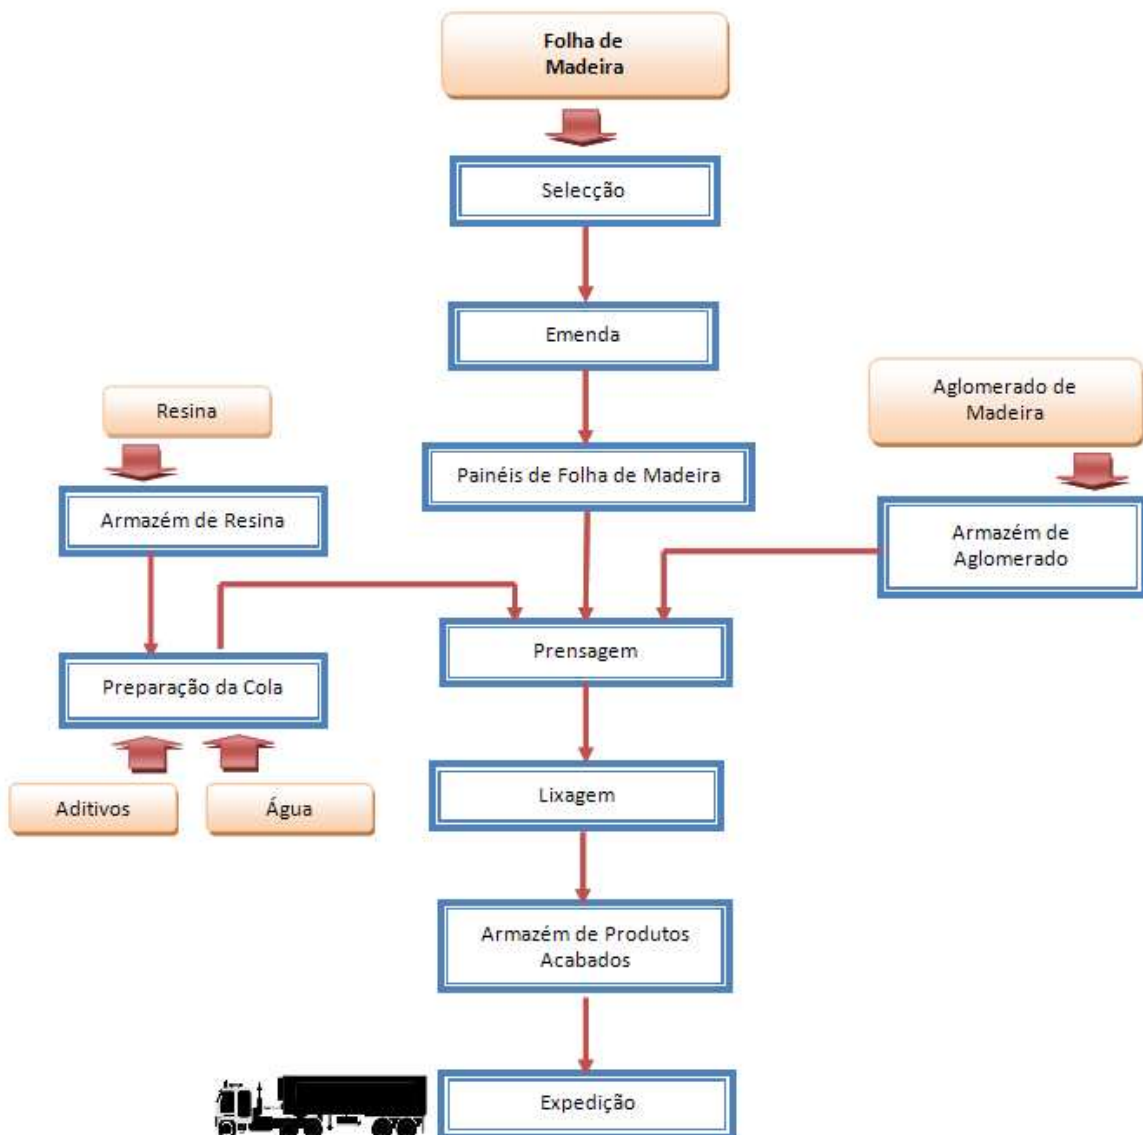 Folha de
Madeira
Selecção
Emenda
Resina
Aglomerado de
Madeira
Painéis de Folha de Madeira
Armazém de Resina
Armazém de
Aglomerado
Prensagem
Preparação da Cola
Aditivos
Água
Lixagem
Armazém de Produtos
Acabados
Expedição